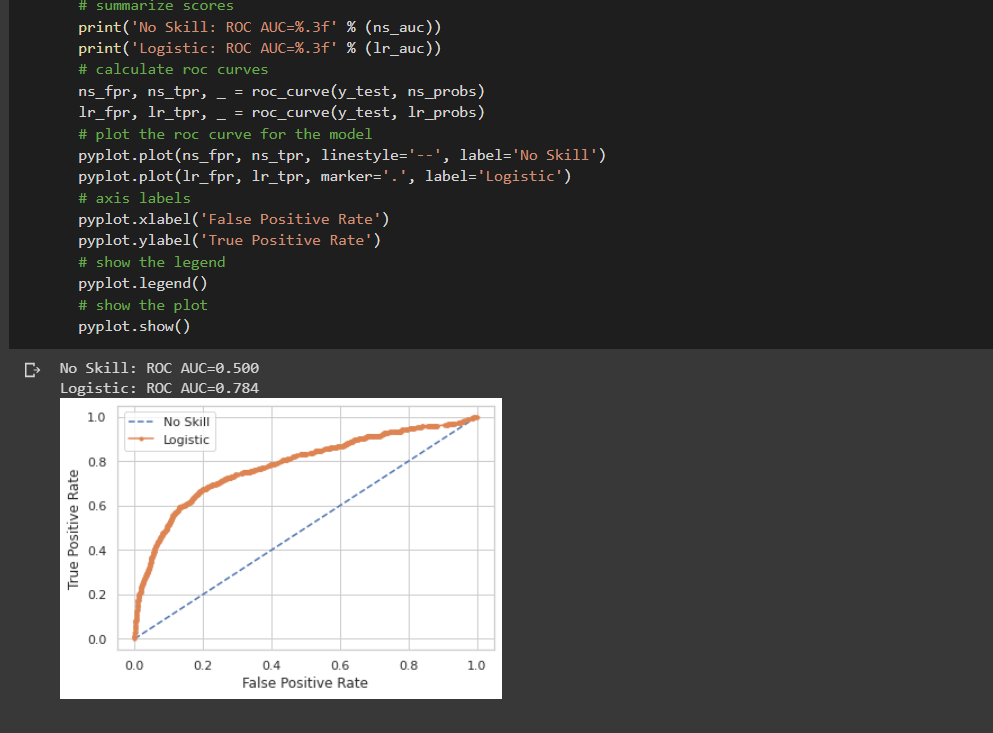 # summarize scores
print('No Skill: ROC AUC=%.3f' % (ns_auc))
print('Logistic: ROC AUC=%.3f' % (lr_auc))
# calculate roc curves
ns_fpr, ns_tpr, _ = roc_curve(y_test, ns_probs)
lr_fpr, lr_tpr, _ = roc_curve(y_test, lr_probs)
# plot the roc curve for the model
pyplot.plot(ns_fpr, ns_tpr, linestyle='--', label='No Skill')
pyplot.plot(lr_fpr, lr_tpr, marker='.', label='Logistic')
# axis labels
pyplot.xlabel('False Positive Rate')
pyplot.ylabel('True Positive Rate')
# show the legend
pyplot.legend()
# show the plot
pyplot.show()
No Skill: ROC AUC=0.500
Logistic: ROC AUC=0.784
No Skill
Logistic
True Positive Rate
1.0
0.8
0.6
0.4
0.2
0.0
0.0 0.2 0.4 0.6 0.8 1.0
False Positive Rate